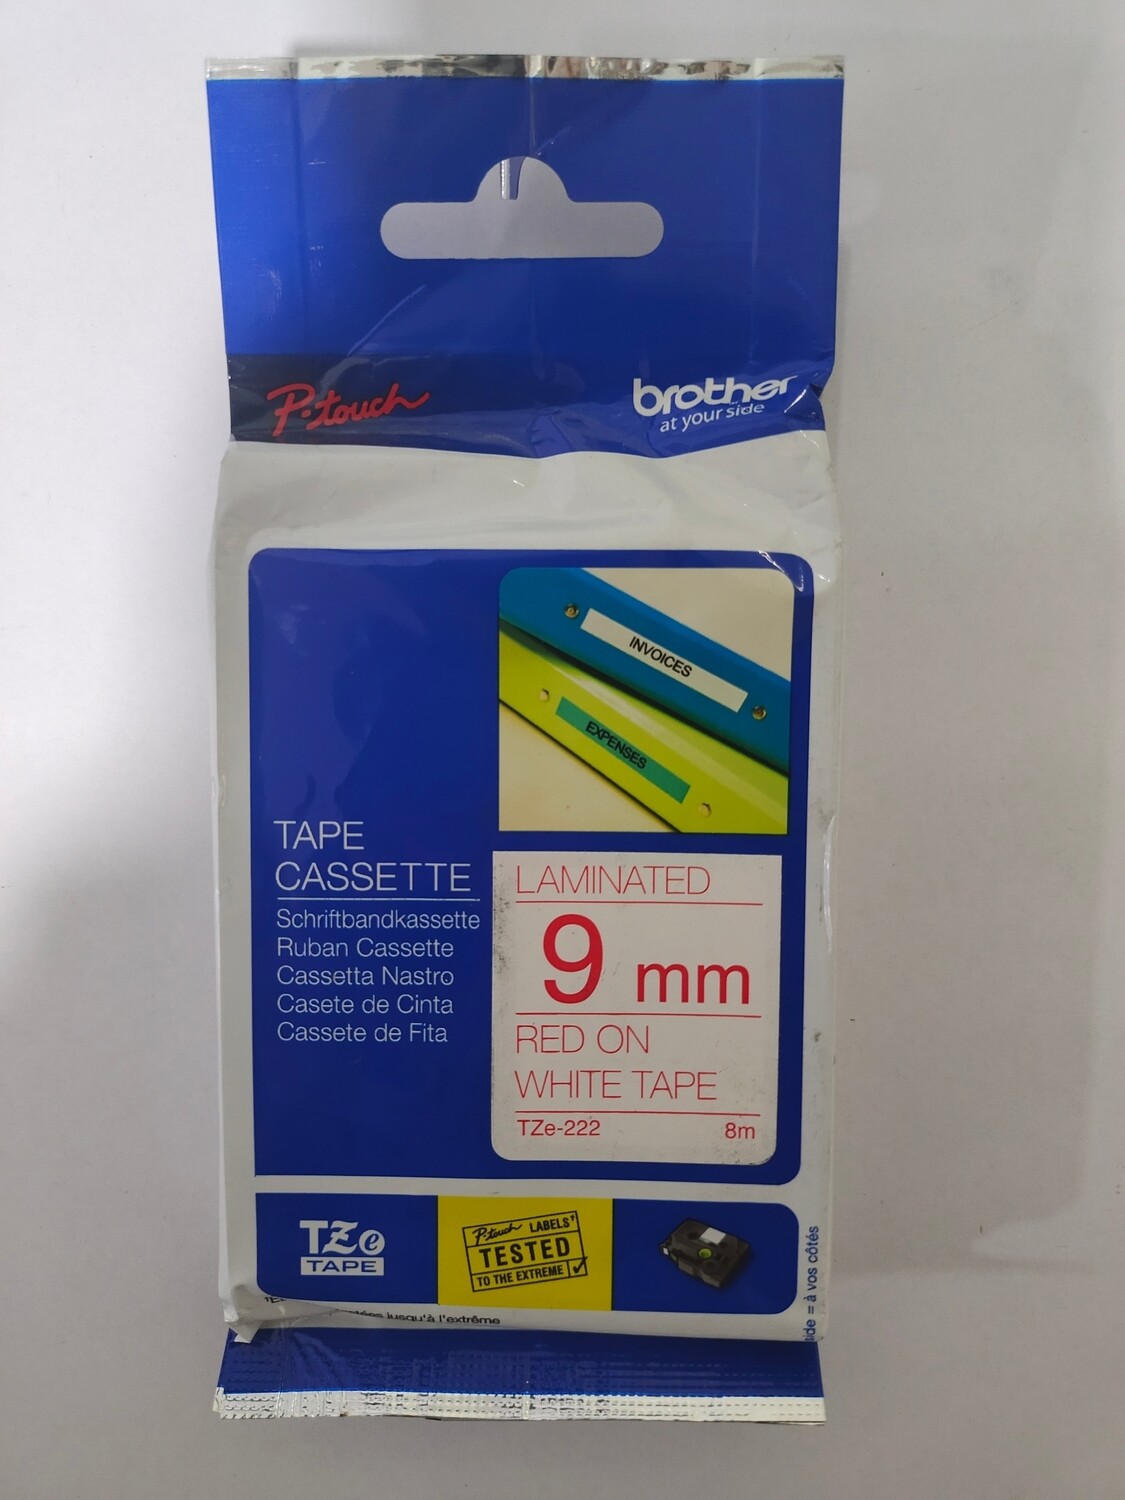 P-touch
brother
at your side
INVOICES
EXPENSES
TAPE
CASSETTE
Schriftbandkassette
Ruban Cassette
Cassetta Nastro
Casete de Cinta
Cassete de Fita
LAMINATED
9 mm
RED ON
WHITE TAPE
TZe-222 8m
TZe
TAPE
P-touch LABELS†
TESTED
TO THE EXTREME
jusqu'à l'extrême
= à vos côtés